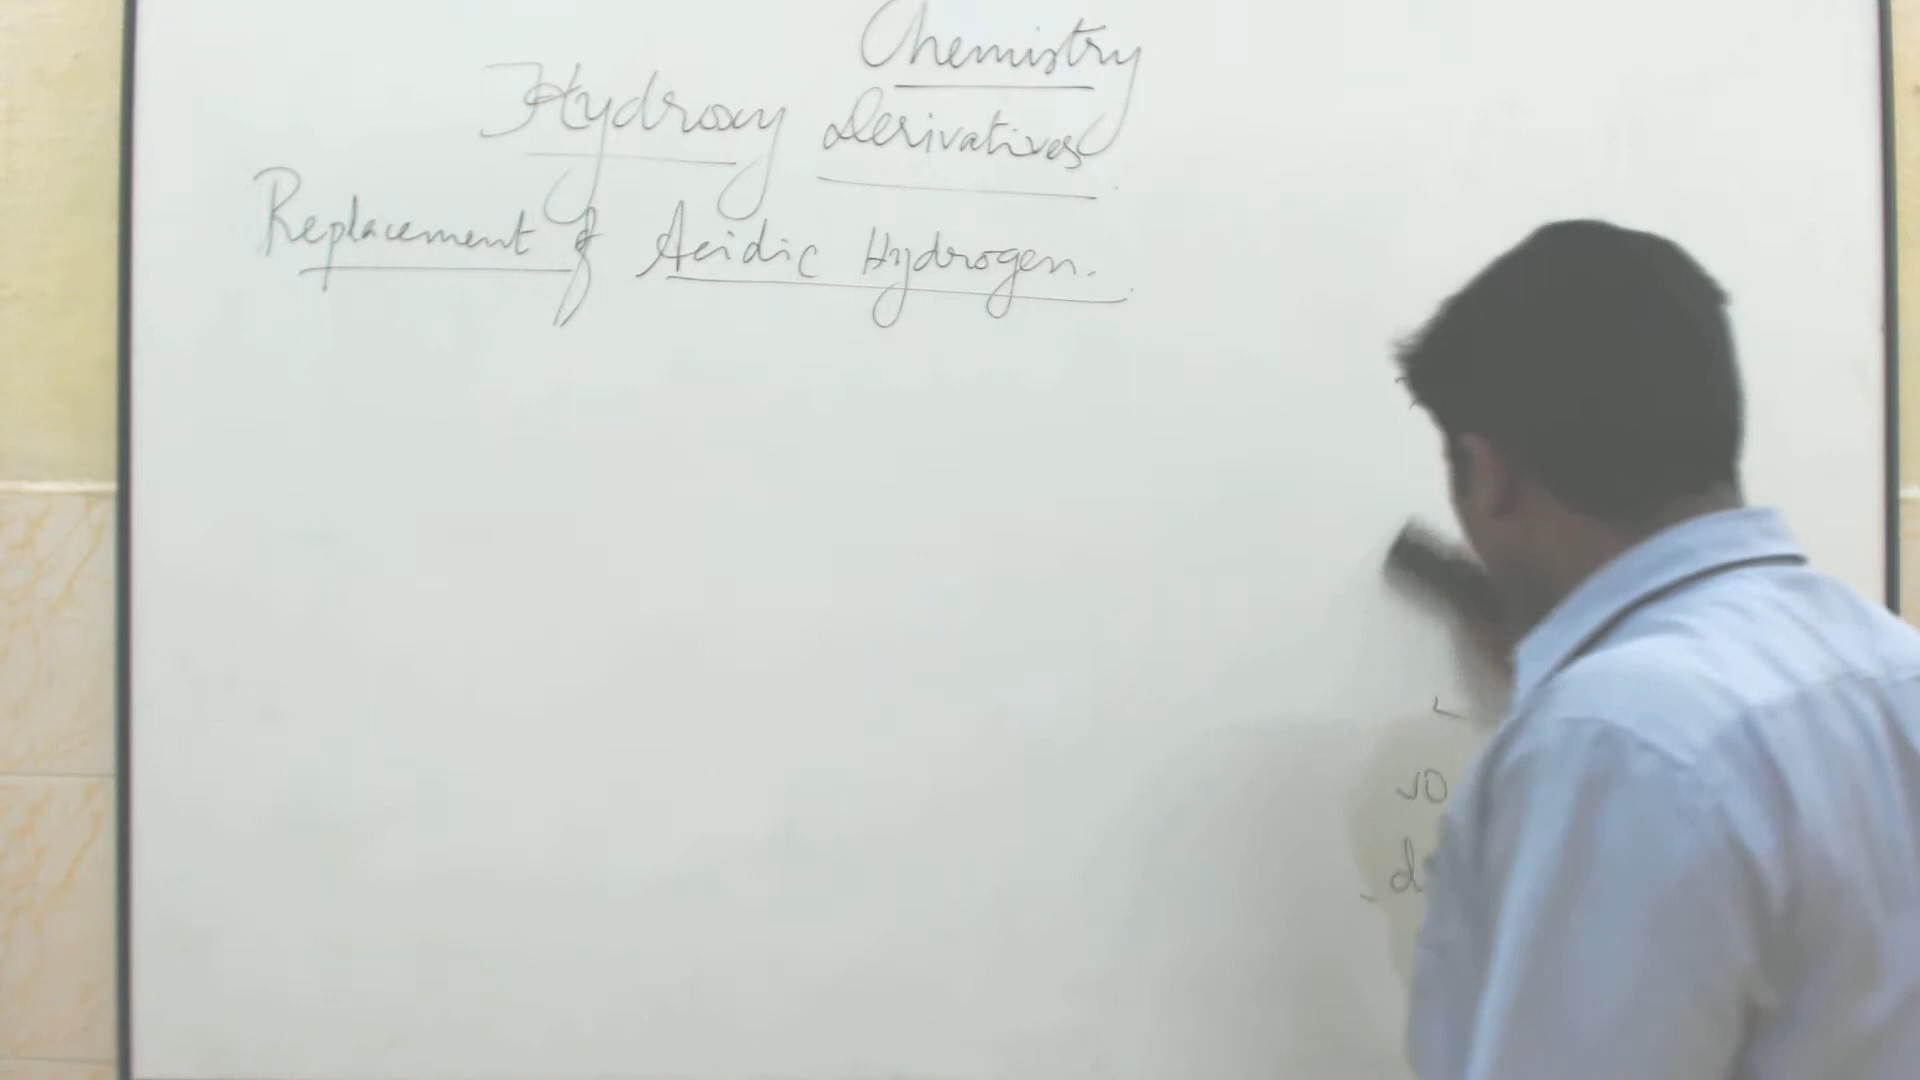 Chemistry
Hydroxy Derivatives
Replacement of Acidic Hydrogen.